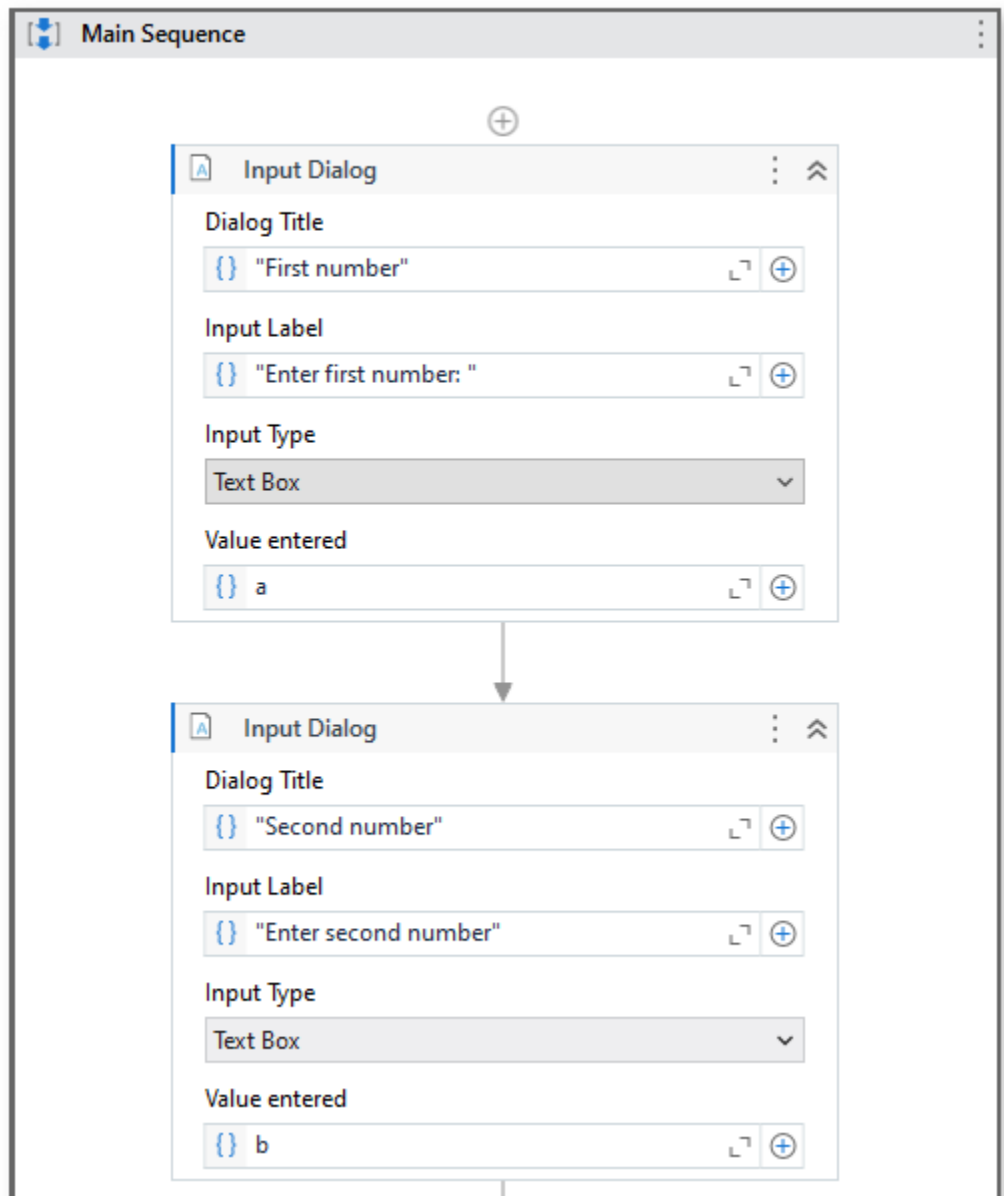 Main Sequence
Input Dialog
Dialog Title
{} "First number"
Input Label
{} "Enter first number: "
Input Type
Text Box
Value entered
{} a
Input Dialog
Dialog Title
{} "Second number"
Input Label
{} "Enter second number"
Input Type
Text Box
Value entered
{} b